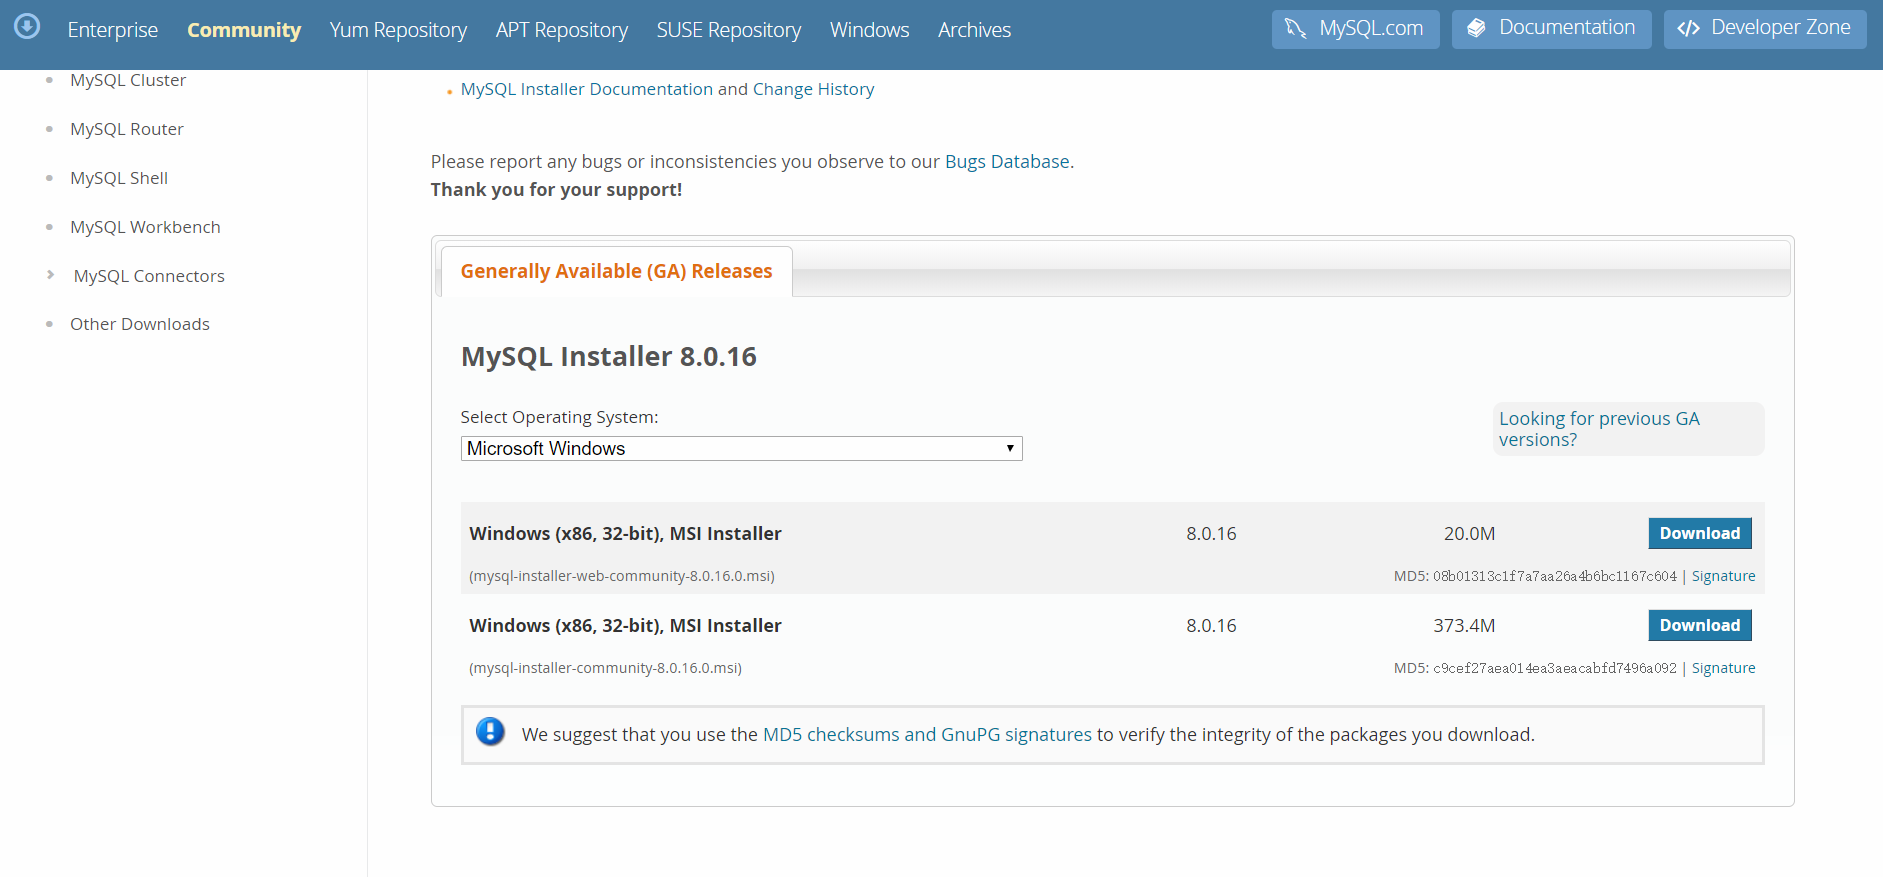 Enterprise Community Yum Repository APT Repository SUSE Repository Windows Archives MySQL.com Documentation Developer Zone
MySQL Cluster
MySQL Router
MySQL Shell
MySQL Workbench
MySQL Connectors
Other Downloads
MySQL Installer Documentation and Change History
Please report any bugs or inconsistencies you observe to our Bugs Database.
Thank you for your support!
Generally Available (GA) Releases
MySQL Installer 8.0.16
Select Operating System:
Microsoft Windows
Looking for previous GA
versions?
Windows (x86, 32-bit), MSI Installer 8.0.16 20.0M Download
(mysql-installer-web-community-8.0.16.0.msi) MD5: 08b01313c1f7a7aa26a4b6bc1167c604 | Signature
Windows (x86, 32-bit), MSI Installer 8.0.16 373.4M Download
(mysql-installer-community-8.0.16.0.msi) MD5: c9cef27aea014ea3aeacabfd7496a092 | Signature
We suggest that you use the MD5 checksums and GnuPG signatures to verify the integrity of the packages you download.